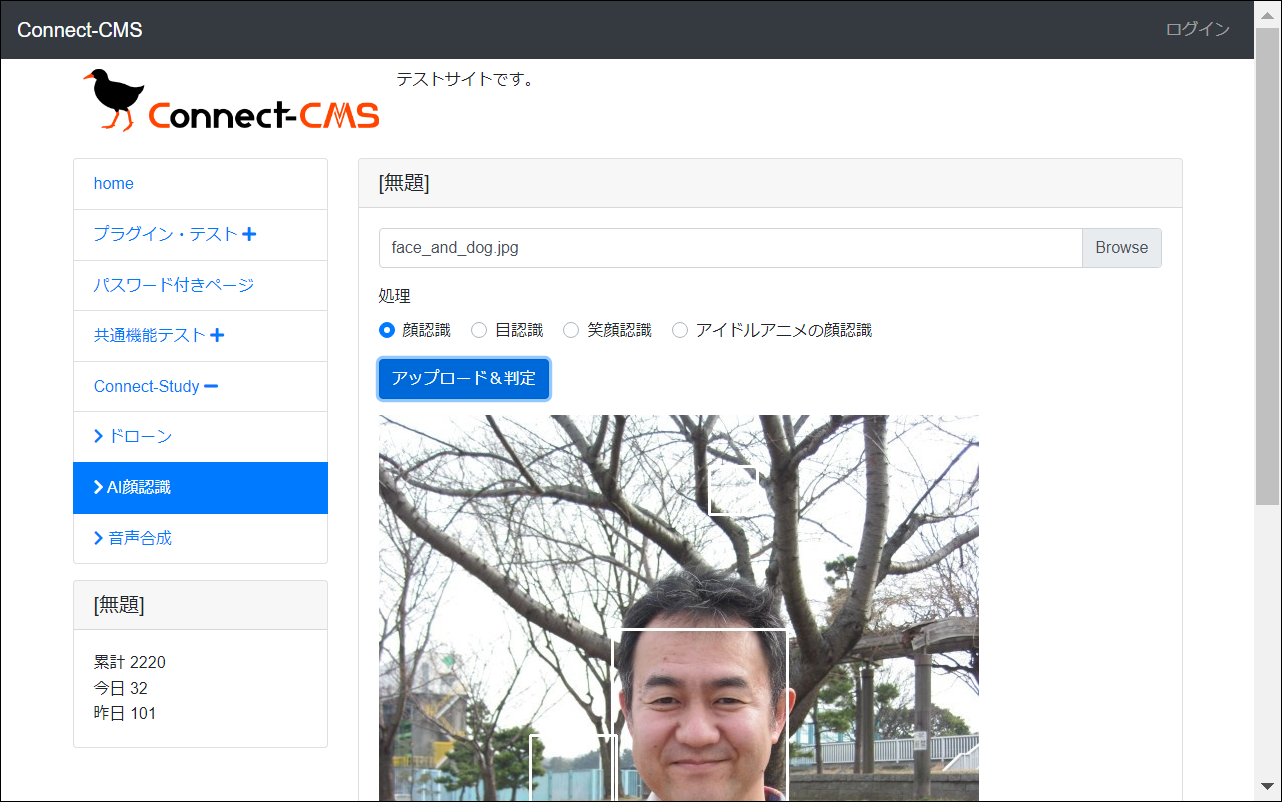 Connect-CMS
ログイン
Connect-CMS
テストサイトです。
home
プラグイン・テスト
パスワード付きページ
共通機能テスト
Connect-Study
ドローン
AI顔認識
音声合成
[無題]
累計 2220
今日 32
昨日 101
[無題]
face_and_dog.jpg Browse
処理
顔認識 目認識 笑顔認識 アイドルアニメの顔認識
アップロード＆判定